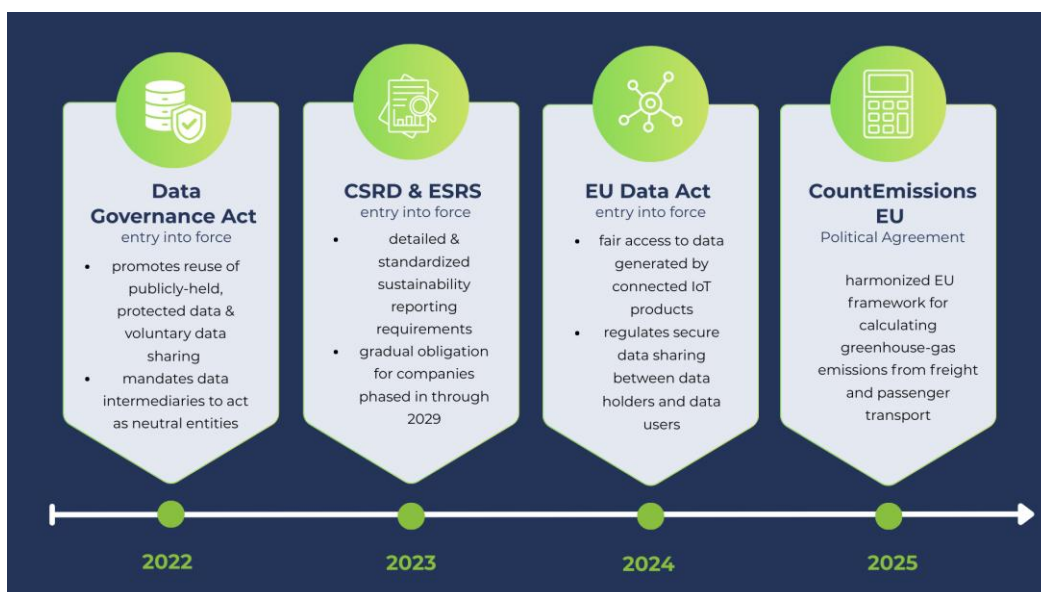 Data
Governance Act
entry into force
• promotes reuse of
publicly-held,
protected data &
voluntary data
sharing
• mandates data
intermediaries to act
as neutral entities
CSRD & ESRS
entry into force
• detailed &
standardized
sustainability
reporting
requirements
• gradual obligation
for companies
phased in through
2029
EU Data Act
entry into force
• fair access to data
generated by
connected IoT
products
• regulates secure
data sharing
between data
holders and data
users
CountEmissions
EU
Political Agreement
harmonized EU
framework for
calculating
greenhouse-gas
emissions from freight
and passenger
transport
2022
2023
2024
2025